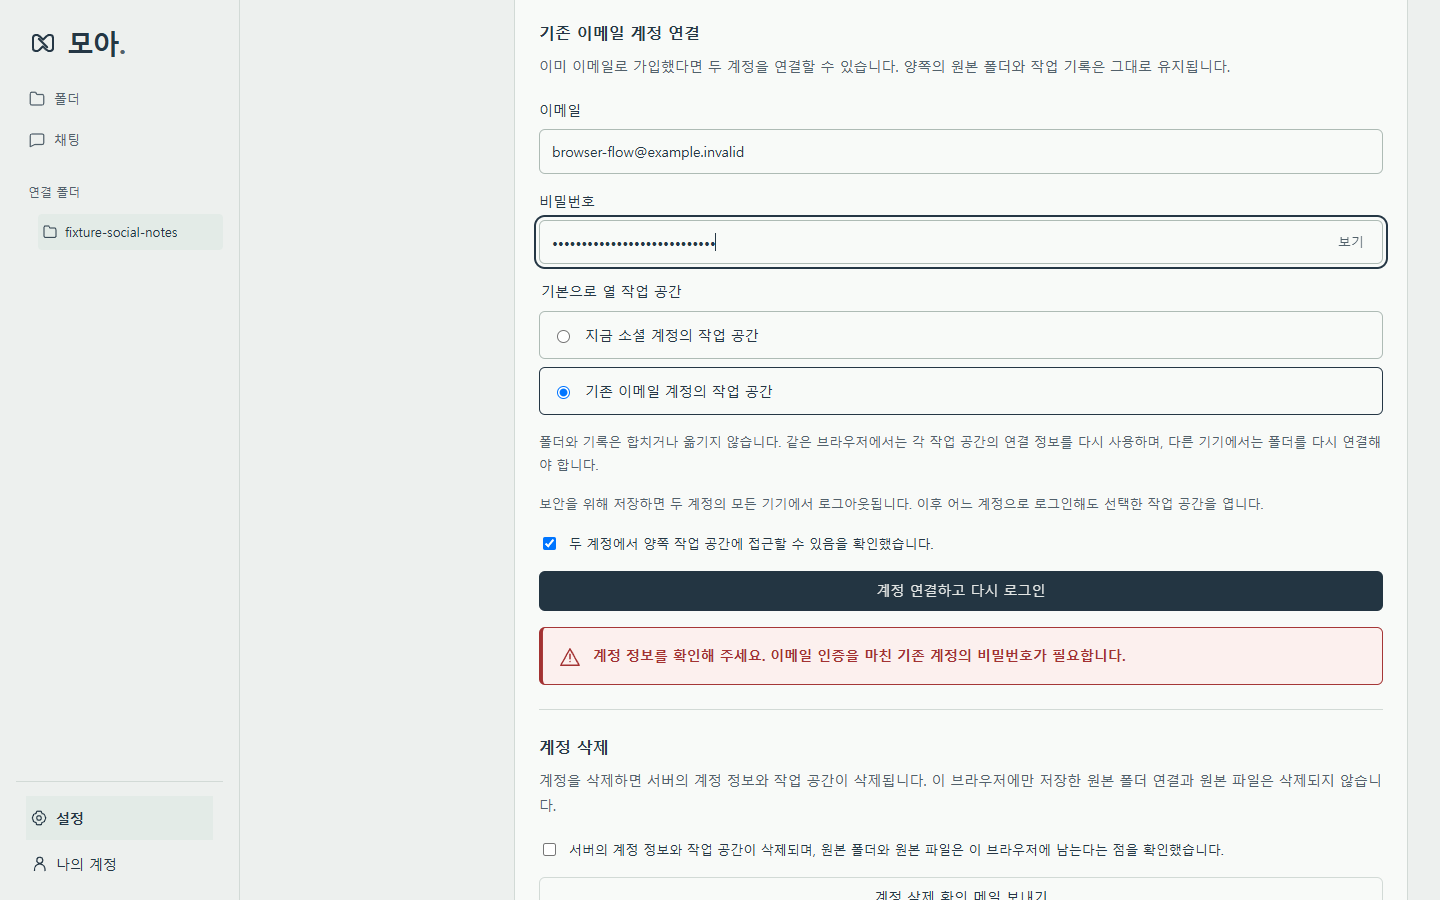 모아.
폴더
채팅
연결 폴더
fixture-social-notes
설정
나의 계정
기존 이메일 계정 연결
이미 이메일로 가입했다면 두 계정을 연결할 수 있습니다. 양쪽의 원본 폴더와 작업 기록은 그대로 유지됩니다.
이메일
browser-flow@example.invalid
비밀번호
••••••••••••••••••••••••••••
보기
기본으로 열 작업 공간
지금 소셜 계정의 작업 공간
기존 이메일 계정의 작업 공간
폴더와 기록은 합치거나 옮기지 않습니다. 같은 브라우저에서는 각 작업 공간의 연결 정보를 다시 사용하며, 다른 기기에서는 폴더를 다시 연결해
야 합니다.
보안을 위해 저장하면 두 계정의 모든 기기에서 로그아웃됩니다. 이후 어느 계정으로 로그인해도 선택한 작업 공간을 엽니다.
두 계정에서 양쪽 작업 공간에 접근할 수 있음을 확인했습니다.
계정 연결하고 다시 로그인
계정 정보를 확인해 주세요. 이메일 인증을 마친 기존 계정의 비밀번호가 필요합니다.
계정 삭제
계정을 삭제하면 서버의 계정 정보와 작업 공간이 삭제됩니다. 이 브라우저에만 저장한 원본 폴더 연결과 원본 파일은 삭제되지 않습니
다.
서버의 계정 정보와 작업 공간이 삭제되며, 원본 폴더와 원본 파일은 이 브라우저에 남는다는 점을 확인했습니다.
계정 삭제 확인 메일 보내기